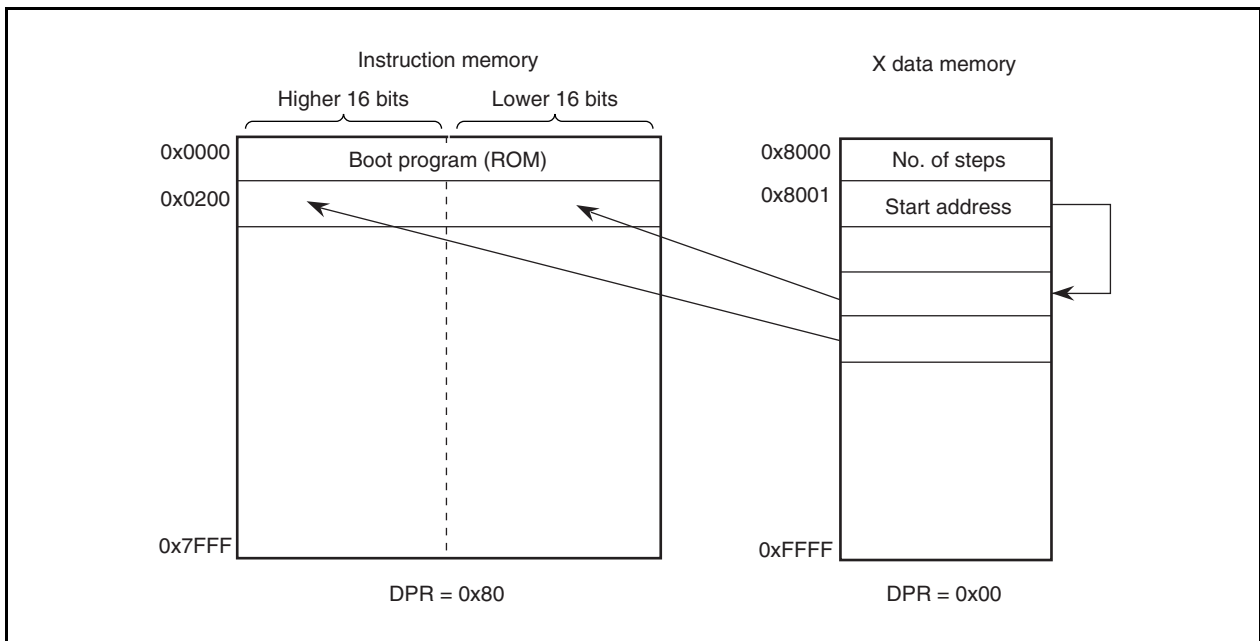 Instruction memory
Higher 16 bits
Lower 16 bits
0x0000
Boot program (ROM)
0x0200
0x7FFF
DPR = 0x80
X data memory
0x8000
No. of steps
0x8001
Start address
0xFFFF
DPR = 0x00